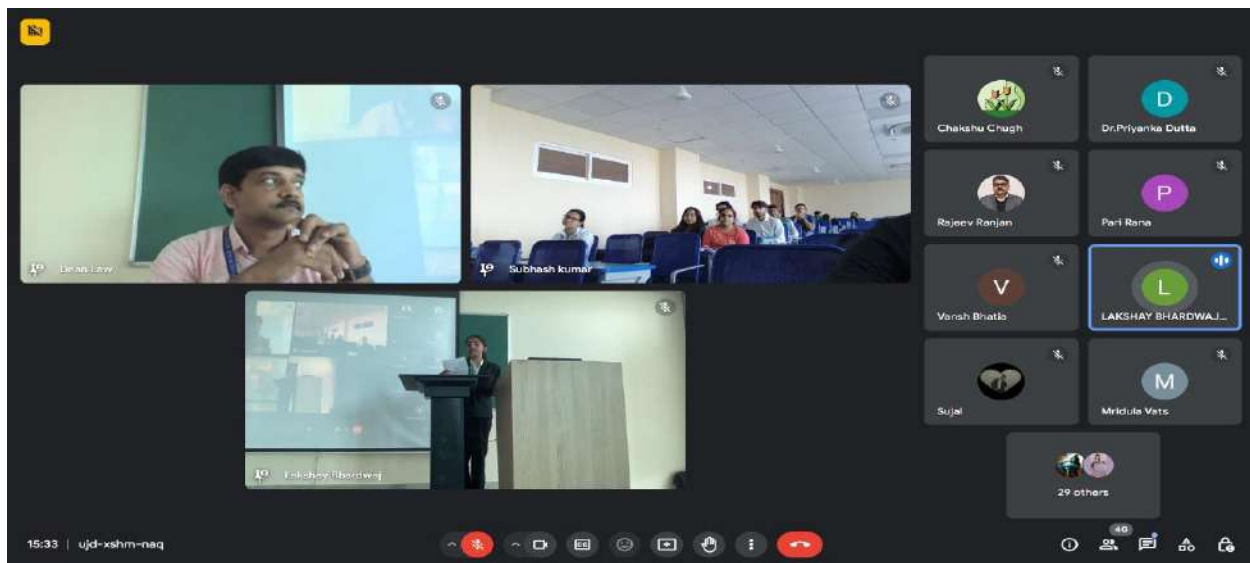 Dean Law
Subhash kumar
Lakshay Bhardwaj
Chakshu Chugh
D
Dr.Priyanka Dutta
Rajeev Ranjan
P
Pari Rana
V
Vansh Bhatia
L
LAKSHAY BHARDWAJ...
Sujal
M
Mridula Vats
29 others
15:33 | ujd-xshm-naq
CC
40